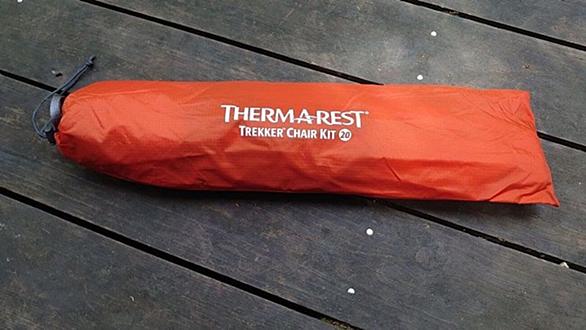 THERM-A-REST®
TREKKER® CHAIR KIT 20